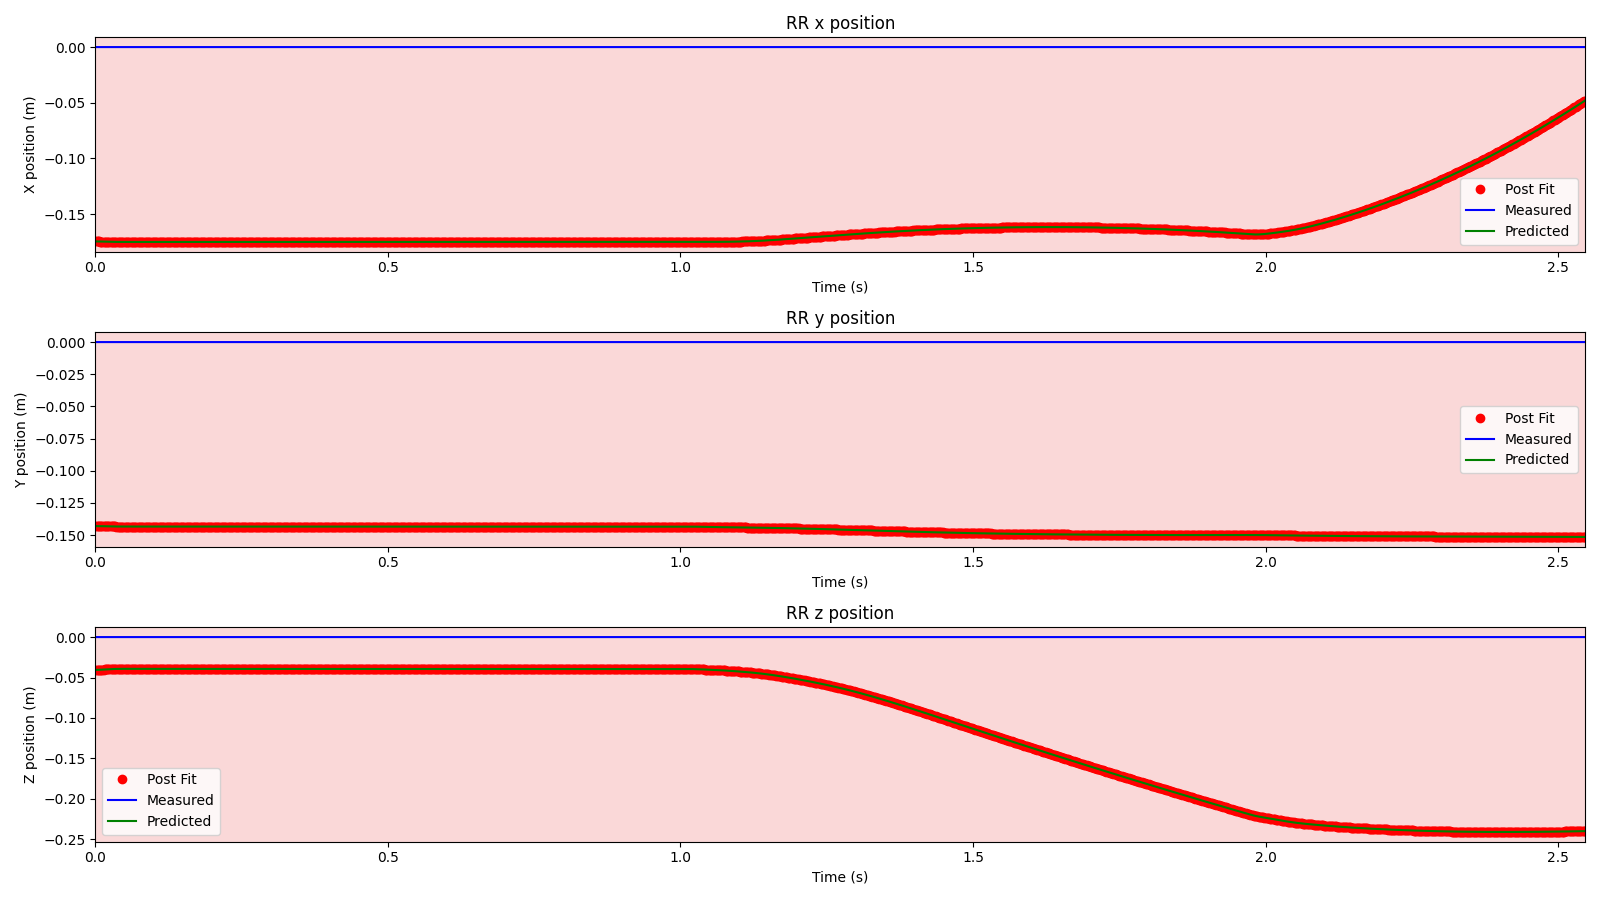 RR x position
0.00
−0.05
−0.10
−0.15
X position (m)
Post Fit
Measured
Predicted
0.0 0.5 1.0 1.5 2.0 2.5
Time (s)
RR y position
0.000
−0.025
−0.050
−0.075
−0.100
−0.125
−0.150
Y position (m)
Post Fit
Measured
Predicted
0.0 0.5 1.0 1.5 2.0 2.5
Time (s)
RR z position
0.00
−0.05
−0.10
−0.15
−0.20
−0.25
Z position (m)
Post Fit
Measured
Predicted
0.0 0.5 1.0 1.5 2.0 2.5
Time (s)